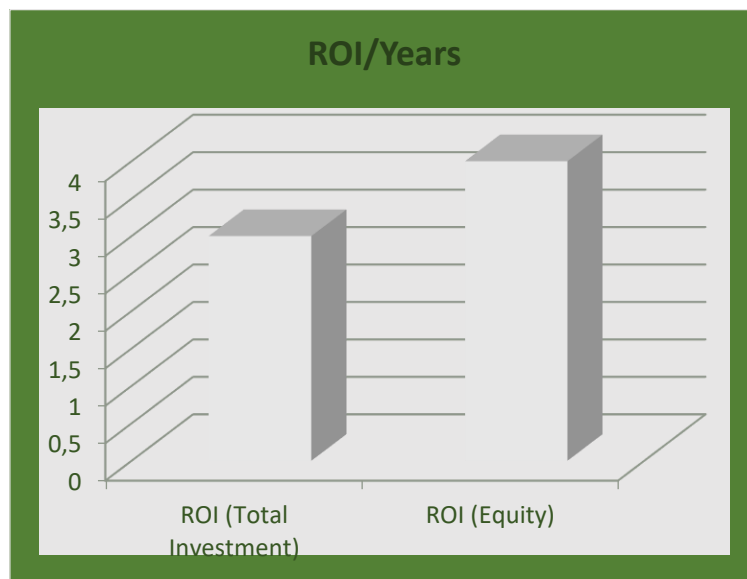 ROI/Years
4
3,5
3
2,5
2
1,5
1
0,5
0
ROI (Total
Investment)
ROI (Equity)